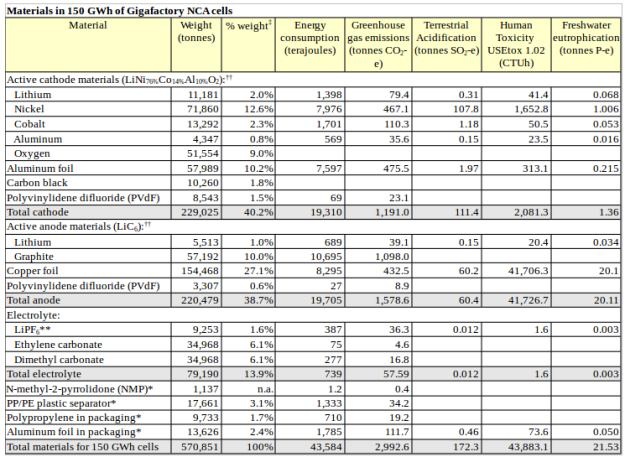 Materials in 150 GWh of Gigafactory NCA cells
Material Weight (tonnes) % weight‡ Energy consumption (terajoules) Greenhouse gas emissions (tonnes CO2-e) Terrestrial Acidification (tonnes SO2-e) Human Toxicity USEtox 1.02 (CTUh) Freshwater eutrophication (tonnes P-e)
Active cathode materials (LiNi76%Co14%Al10%O2):††
Lithium 11,181 2.0% 1,398 79.4 0.31 41.4 0.068
Nickel 71,860 12.6% 7,976 467.1 107.8 1,652.8 1.006
Cobalt 13,292 2.3% 1,701 110.3 1.18 50.5 0.053
Aluminum 4,347 0.8% 569 35.6 0.15 23.5 0.016
Oxygen 51,554 9.0%
Aluminum foil 57,989 10.2% 7,597 475.5 1.97 313.1 0.215
Carbon black 10,260 1.8%
Polyvinylidene difluoride (PVdF) 8,543 1.5% 69 23.1
Total cathode 229,025 40.2% 19,310 1,191.0 111.4 2,081.3 1.36
Active anode materials (LiC6):††
Lithium 5,513 1.0% 689 39.1 0.15 20.4 0.034
Graphite 57,192 10.0% 10,695 1,098.0
Copper foil 154,468 27.1% 8,295 432.5 60.2 41,706.3 20.1
Polyvinylidene difluoride (PVdF) 3,307 0.6% 27 8.9
Total anode 220,479 38.7% 19,705 1,578.6 60.4 41,726.7 20.11
Electrolyte:
LiPF6** 9,253 1.6% 387 36.3 0.012 1.6 0.003
Ethylene carbonate 34,968 6.1% 75 4.6
Dimethyl carbonate 34,968 6.1% 277 16.8
Total electrolyte 79,190 13.9% 739 57.59 0.012 1.6 0.003
N-methyl-2-pyrrolidone (NMP)* 1,137 n.a. 1.2 0.4
PP/PE plastic separator* 17,661 3.1% 1,333 34.2
Polypropylene in packaging* 9,733 1.7% 710 19.2
Aluminum foil in packaging* 13,626 2.4% 1,785 111.7 0.46 73.6 0.050
Total materials for 150 GWh cells 570,851 100% 43,584 2,992.6 172.3 43,883.1 21.53